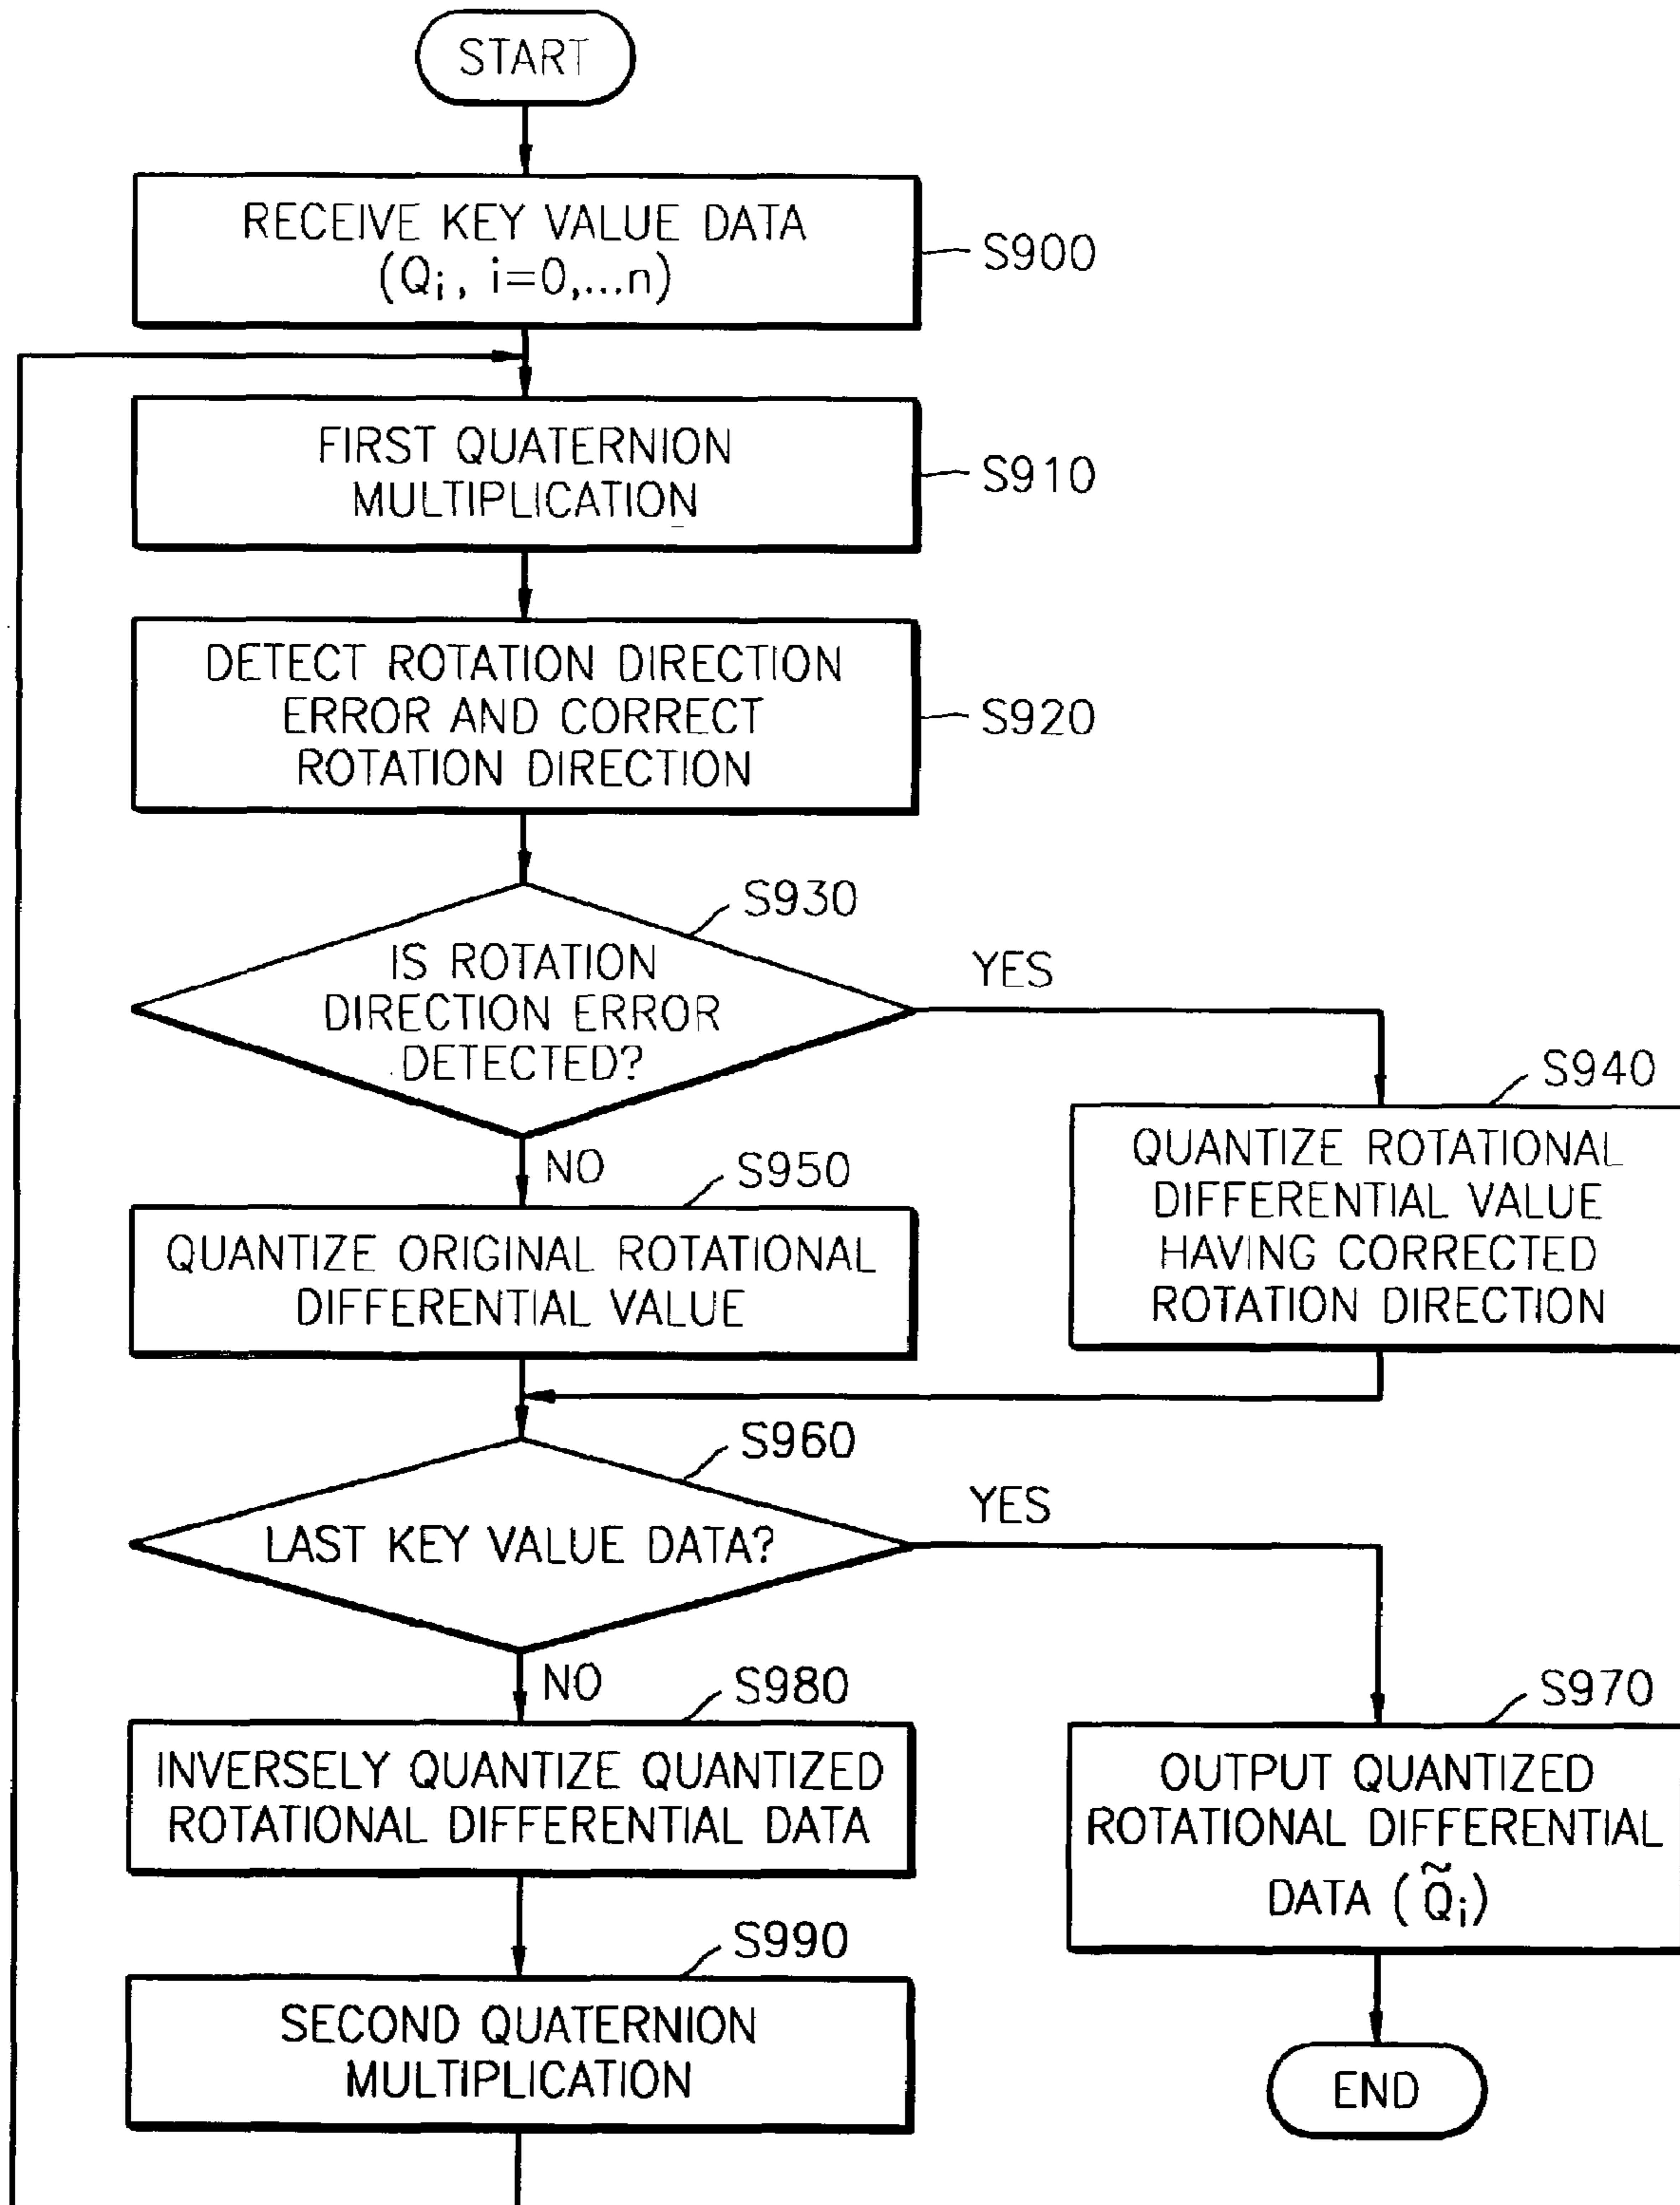 START
RECEIVE KEY VALUE DATA
(Qi, i=0,...n)
S900
FIRST QUATERNION
MULTIPLICATION
S910
DETECT ROTATION DIRECTION
ERROR AND CORRECT
ROTATION DIRECTION
S920
S930
IS ROTATION
DIRECTION ERROR
DETECTED?
YES
NO
S940
QUANTIZE ROTATIONAL
DIFFERENTIAL VALUE
HAVING CORRECTED
ROTATION DIRECTION
S950
QUANTIZE ORIGINAL ROTATIONAL
DIFFERENTIAL VALUE
S960
LAST KEY VALUE DATA?
YES
NO
S970
OUTPUT QUANTIZED
ROTATIONAL DIFFERENTIAL
DATA (Q̃i)
S980
INVERSELY QUANTIZE QUANTIZED
ROTATIONAL DIFFERENTIAL DATA
S990
SECOND QUATERNION
MULTIPLICATION
END